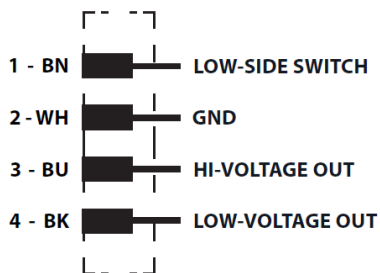 1 - BN LOW-SIDE SWITCH
2 - WH GND
3 - BU HI-VOLTAGE OUT
4 - BK LOW-VOLTAGE OUT